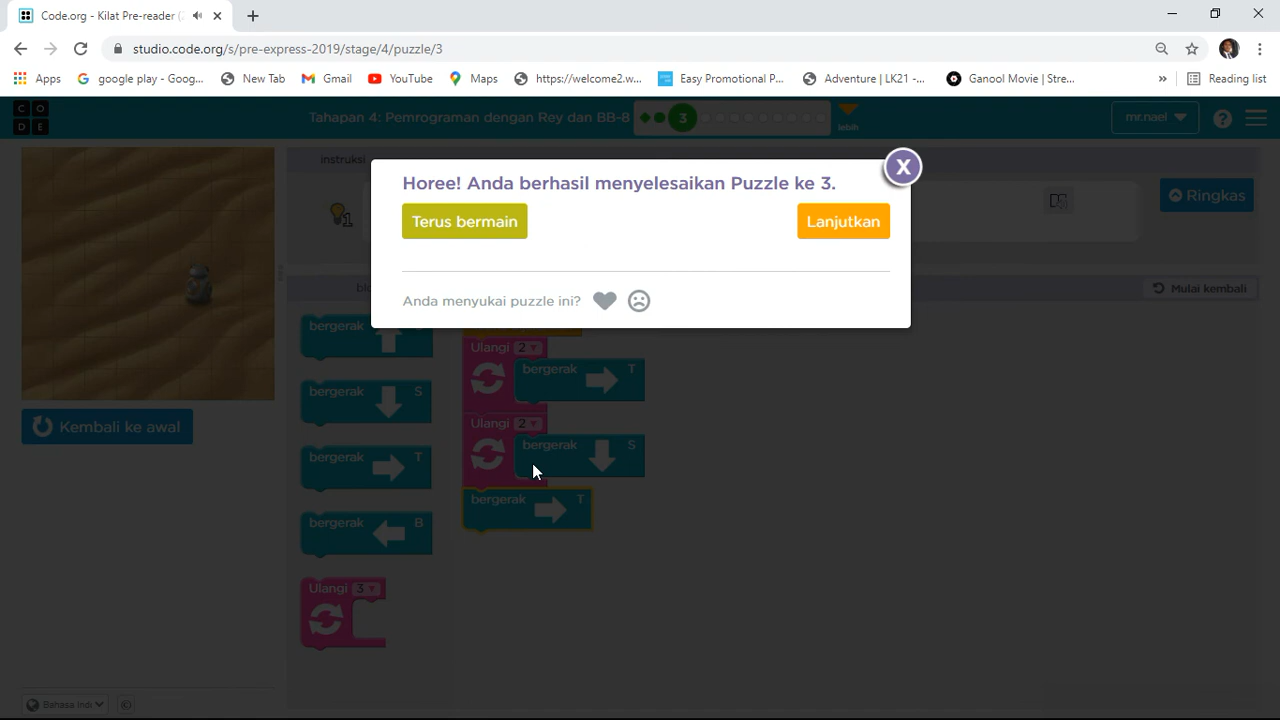 Code.org - Kilat Pre-reader (
studio.code.org/s/pre-express-2019/stage/4/puzzle/3
Apps
google play - Goog...
New Tab
Gmail
YouTube
Maps
https://welcome2.w...
Easy Promotional P...
Adventure | LK21 -...
Ganool Movie | Stre...
»
Reading list
C O
D E
Tahapan 4: Pemrograman dengan Rey dan BB-8
3
lebih
mr.nael
?
instruksi
1
Ringkas
Horee! Anda berhasil menyelesaikan Puzzle ke 3.
X
Terus bermain
Lanjutkan
Anda menyukai puzzle ini?
Mulai kembali
Kembali ke awal
bergerak
bergerak S
bergerak T
bergerak B
Ulangi 3
Ulangi 2
bergerak T
Ulangi 2
bergerak S
bergerak T
©